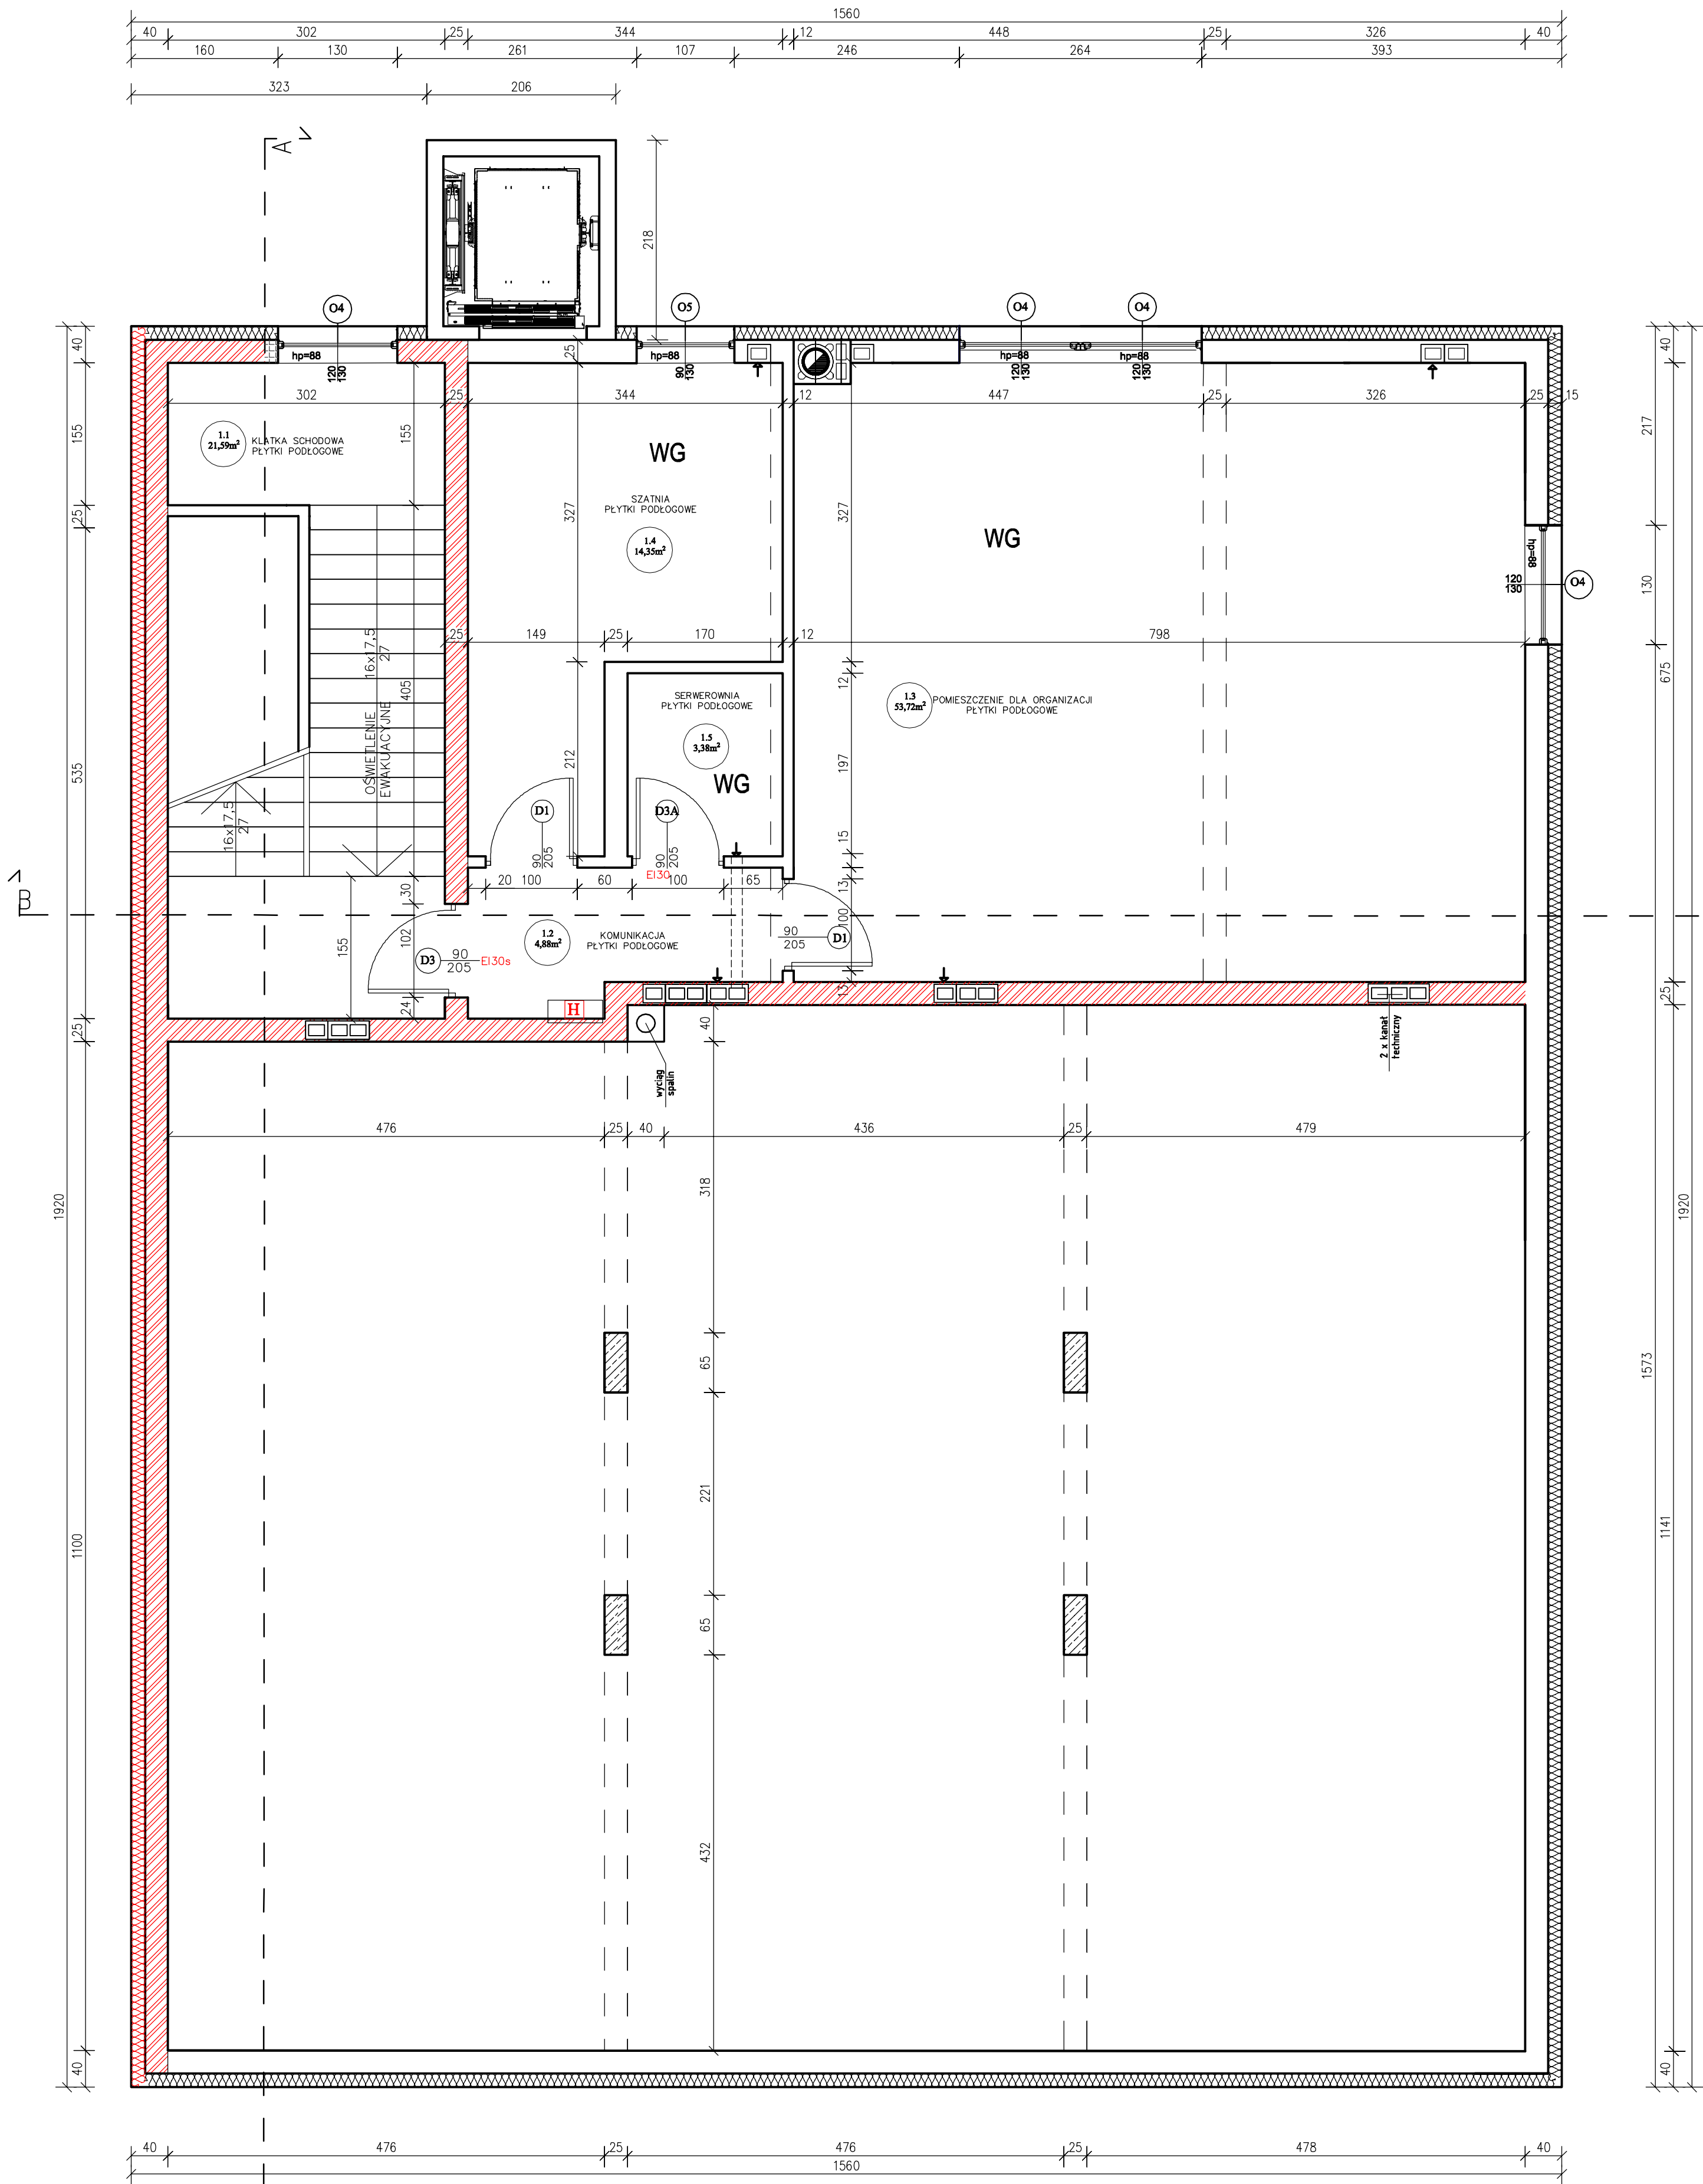 1560
40 302 25 344 12 448 25 326 40
160 130 261 107 246 264 393
323 206
A
218
O4 O5 O4 O4
40 25 40
hp=88 hp=88 hp=88 hp=88
120
130
90
130
120
130
120
130
302 25 344 12 447 25 326 25 15
155 155 217
1.1
21,59m²
KLATKA SCHODOWA
PŁYTKI PODŁOGOWE
WG
SZATNIA
PŁYTKI PODŁOGOWE
327 327
25
1.4
14,35m²
WG
hp=88
120
130
O4
130
25 149 25 170 12 798
16x17,5
27
405
OŚWIETLENIE
EWAKUACYJNE
12
675
SERWEROWNIA
PŁYTKI PODŁOGOWE
1.3
53,72m²
POMIESZCZENIE DLA ORGANIZACJI
PŁYTKI PODŁOGOWE
1.5
3,38m²
535 212 197
WG
16x17,5
27
D1 D3A
90
205
90
205
EI30
15
20 100 60 100 65
30 13
B
100
1.2
4,88m²
KOMUNIKACJA
PŁYTKI PODŁOGOWE
90
205
D1
155 102
D3
90
205
EI30s
24 13
H
25 40 25
wyciąg
spalin
2 x kanał
techniczny
476 25 40 436 25 479
1920 318 1920
65
1573
221
1100 1141
65
432
40 40
40 476 25 476 25 478 40
1560